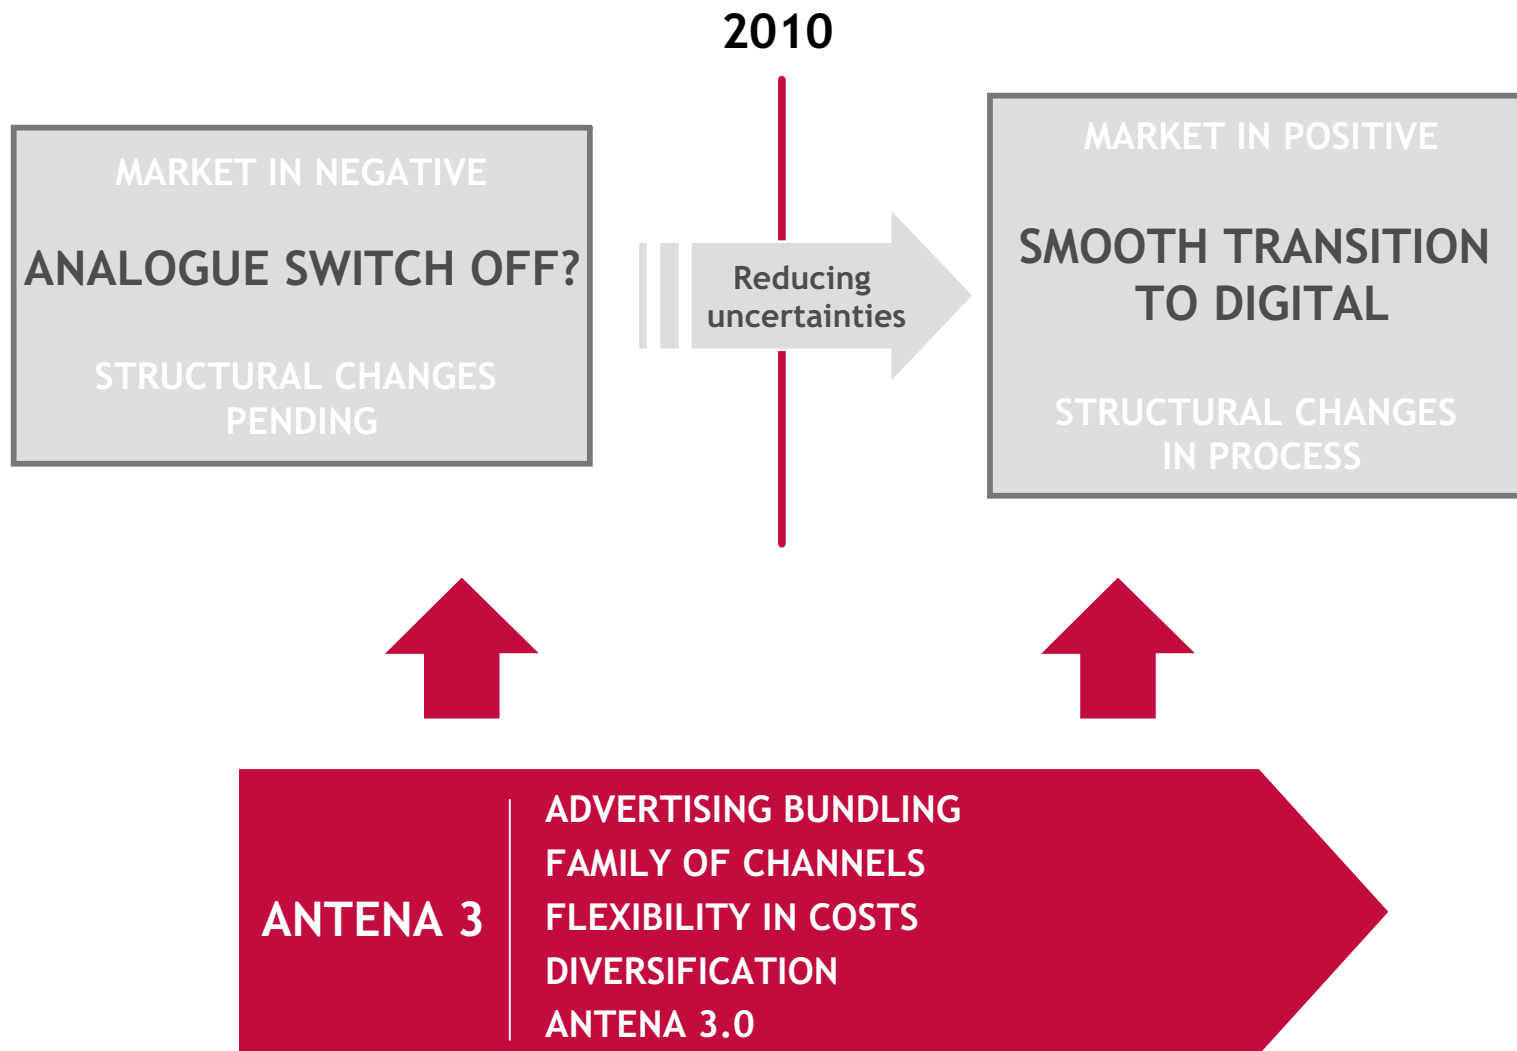 2010
MARKET IN NEGATIVE
ANALOGUE SWITCH OFF?
STRUCTURAL CHANGES
PENDING
Reducing
uncertainties
MARKET IN POSITIVE
SMOOTH TRANSITION
TO DIGITAL
STRUCTURAL CHANGES
IN PROCESS
ANTENA 3
ADVERTISING BUNDLING
FAMILY OF CHANNELS
FLEXIBILITY IN COSTS
DIVERSIFICATION
ANTENA 3.0